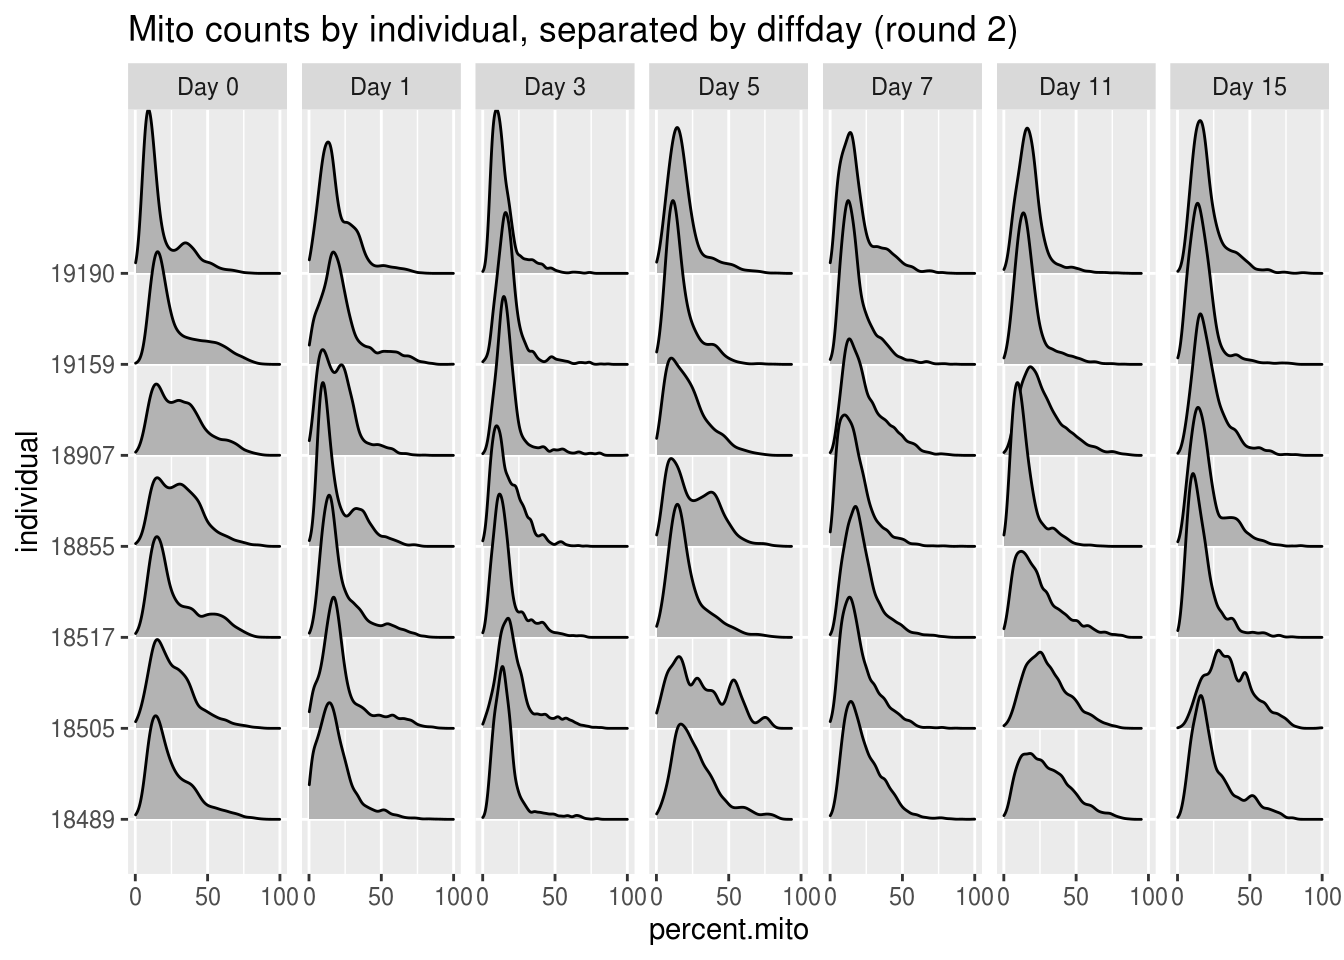 Mito counts by individual, separated by diffday (round 2)
Day 0 Day 1 Day 3 Day 5 Day 7 Day 11 Day 15
individual
19190
19159
18907
18855
18517
18505
18489
0 50 100 0 50 100 0 50 100 0 50 100 0 50 100 0 50 100 0 50 100
percent.mito